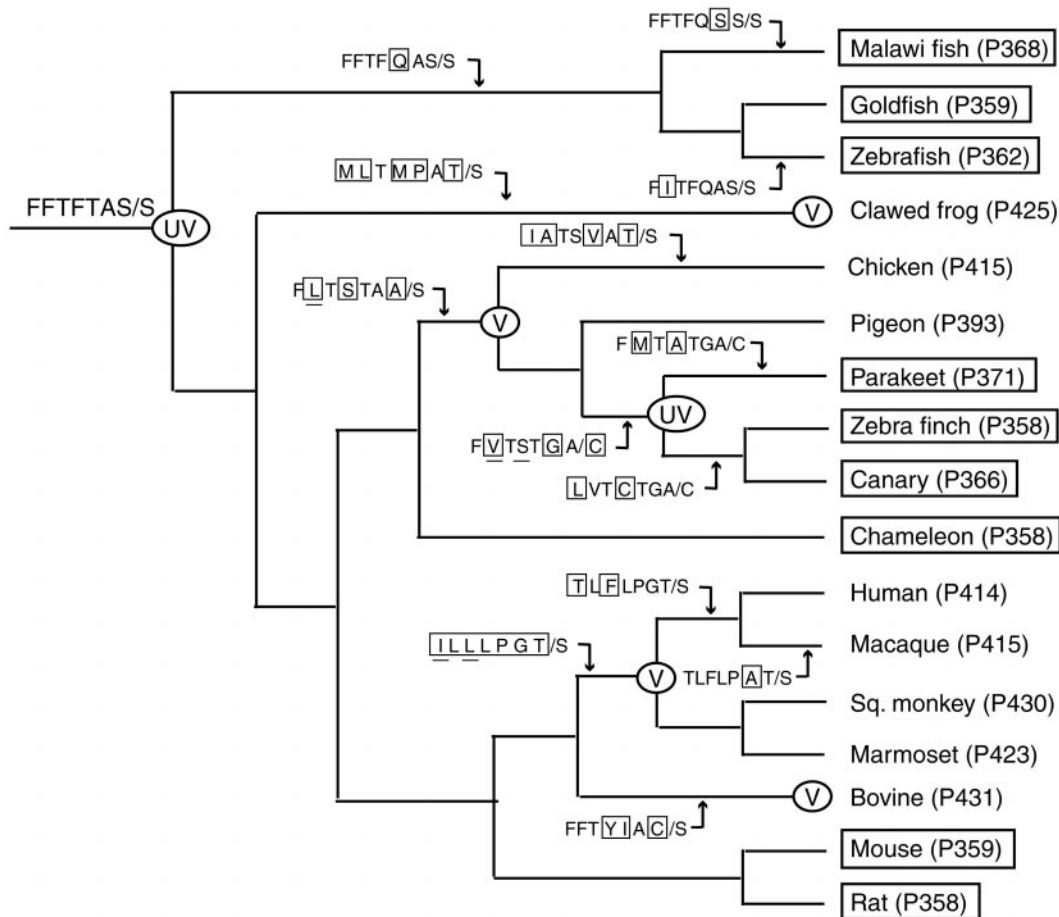 FFTFQSS/S
Malawi fish (P368)
FFTFQAS/S
Goldfish (P359)
Zebrafish (P362)
MLTMPAT/S
FITFQAS/S
FFTFTAS/S
UV
V
Clawed frog (P425)
IATSVAT/S
Chicken (P415)
FLTSTAA/S
V
Pigeon (P393)
FMTATGA/C
Parakeet (P371)
UV
Zebra finch (P358)
FVTSTGA/C
LVTCTGA/C
Canary (P366)
Chameleon (P358)
TLFLPGT/S
Human (P414)
ILLLPGT/S
Macaque (P415)
V
TLFLPAT/S
Sq. monkey (P430)
Marmoset (P423)
V
Bovine (P431)
FFTYIAC/S
Mouse (P359)
Rat (P358)